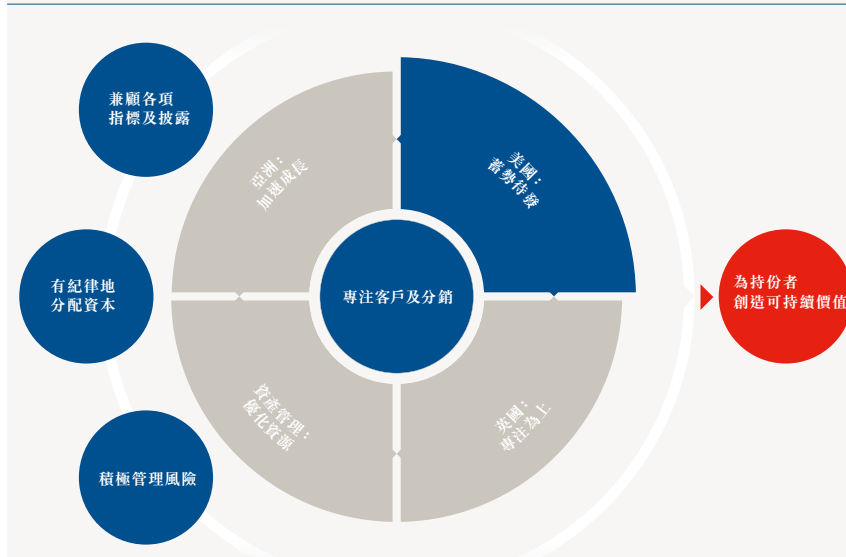 兼顧各項
指標及披露
亞洲：
加速成長
美國：
蓄勢待發
有紀律地
分配資本
專注客戶及分銷
為持份者
創造可持續價值
資產管理：
優化資源
英國：
專注為上
積極管理風險